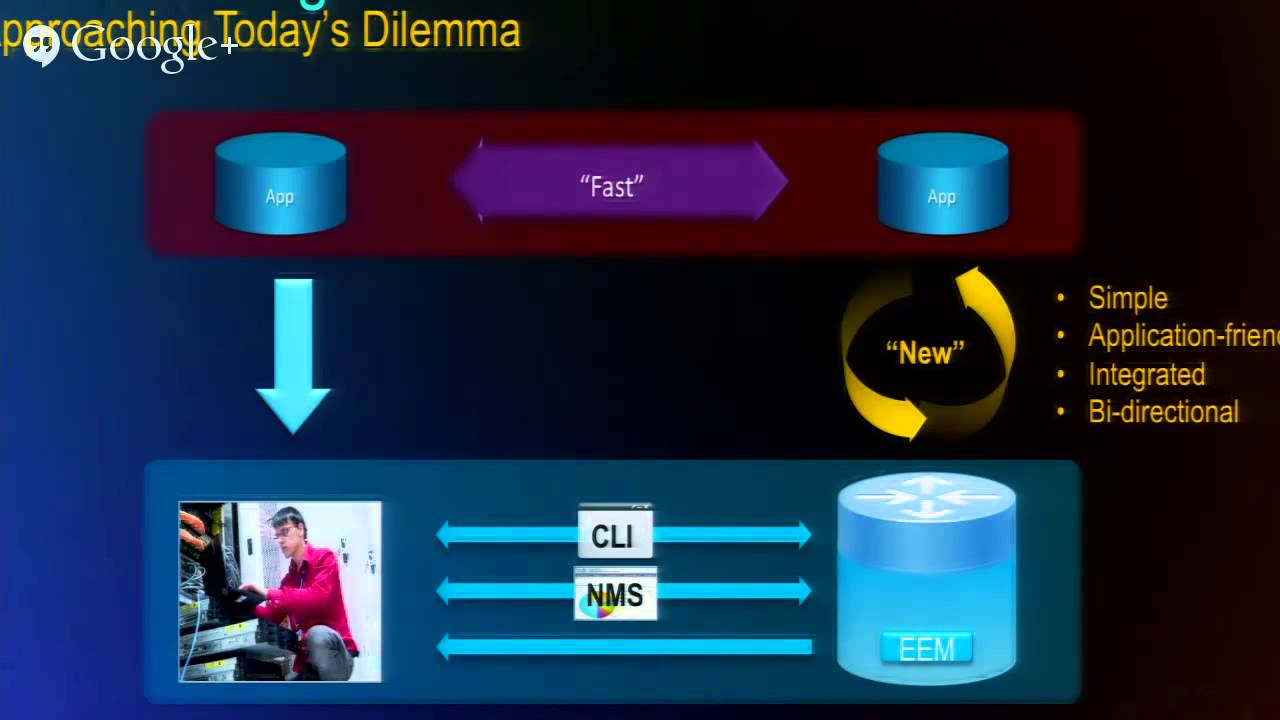 pproaching Today's Dilemma
Google+
App
"Fast"
App
"New"
• Simple
• Application-frien
• Integrated
• Bi-directional
CLI
NMS
EEM